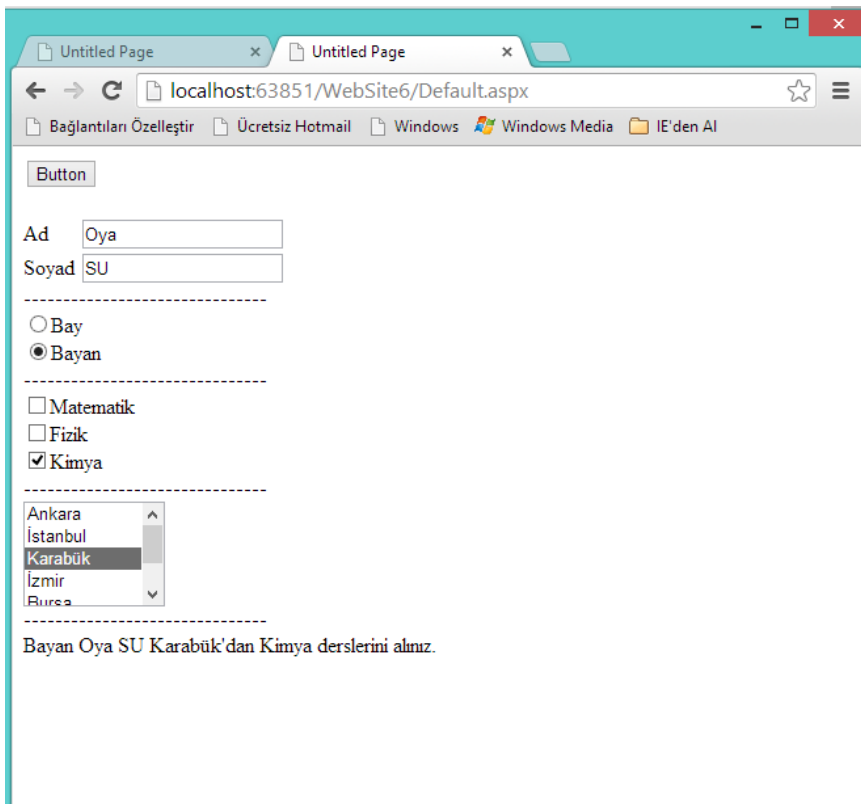 Untitled Page Untitled Page
localhost:63851/WebSite6/Default.aspx
Bağlantıları Özelleştir Ücretsiz Hotmail Windows Windows Media IE'den Al
Button
Ad Oya
Soyad SU
-------------------------------
Bay
Bayan
-------------------------------
Matematik
Fizik
Kimya
-------------------------------
Ankara
İstanbul
Karabük
İzmir
Bursa
-------------------------------
Bayan Oya SU Karabük'dan Kimya derslerini alınız.